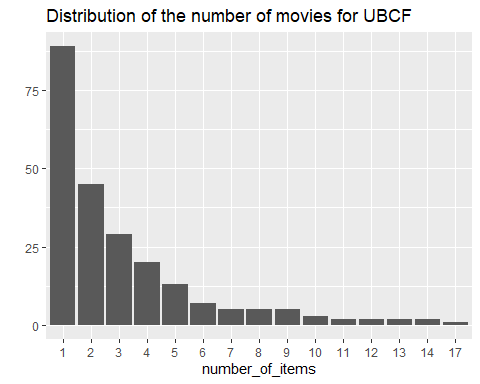 Distribution of the number of movies for UBCF
75
50
25
0
1 2 3 4 5 6 7 8 9 10 11 12 13 14 17
number_of_items